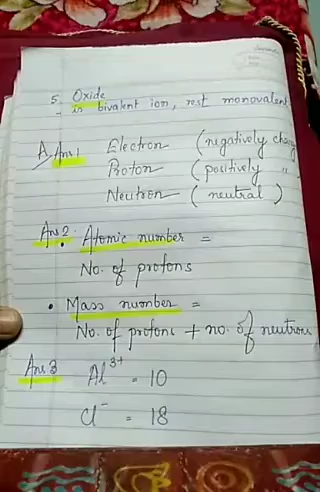 5. Oxide
is bivalent ion, rest monovalent
A. Ans 1 Electron (negatively
Proton (positively "
Neutron (neutral)
Ans 2. Atomic number =
No. of protons
• Mass number =
No. of protons + no. of neutrons
Ans 3 Al³⁺ = 10
Cl⁻ = 18